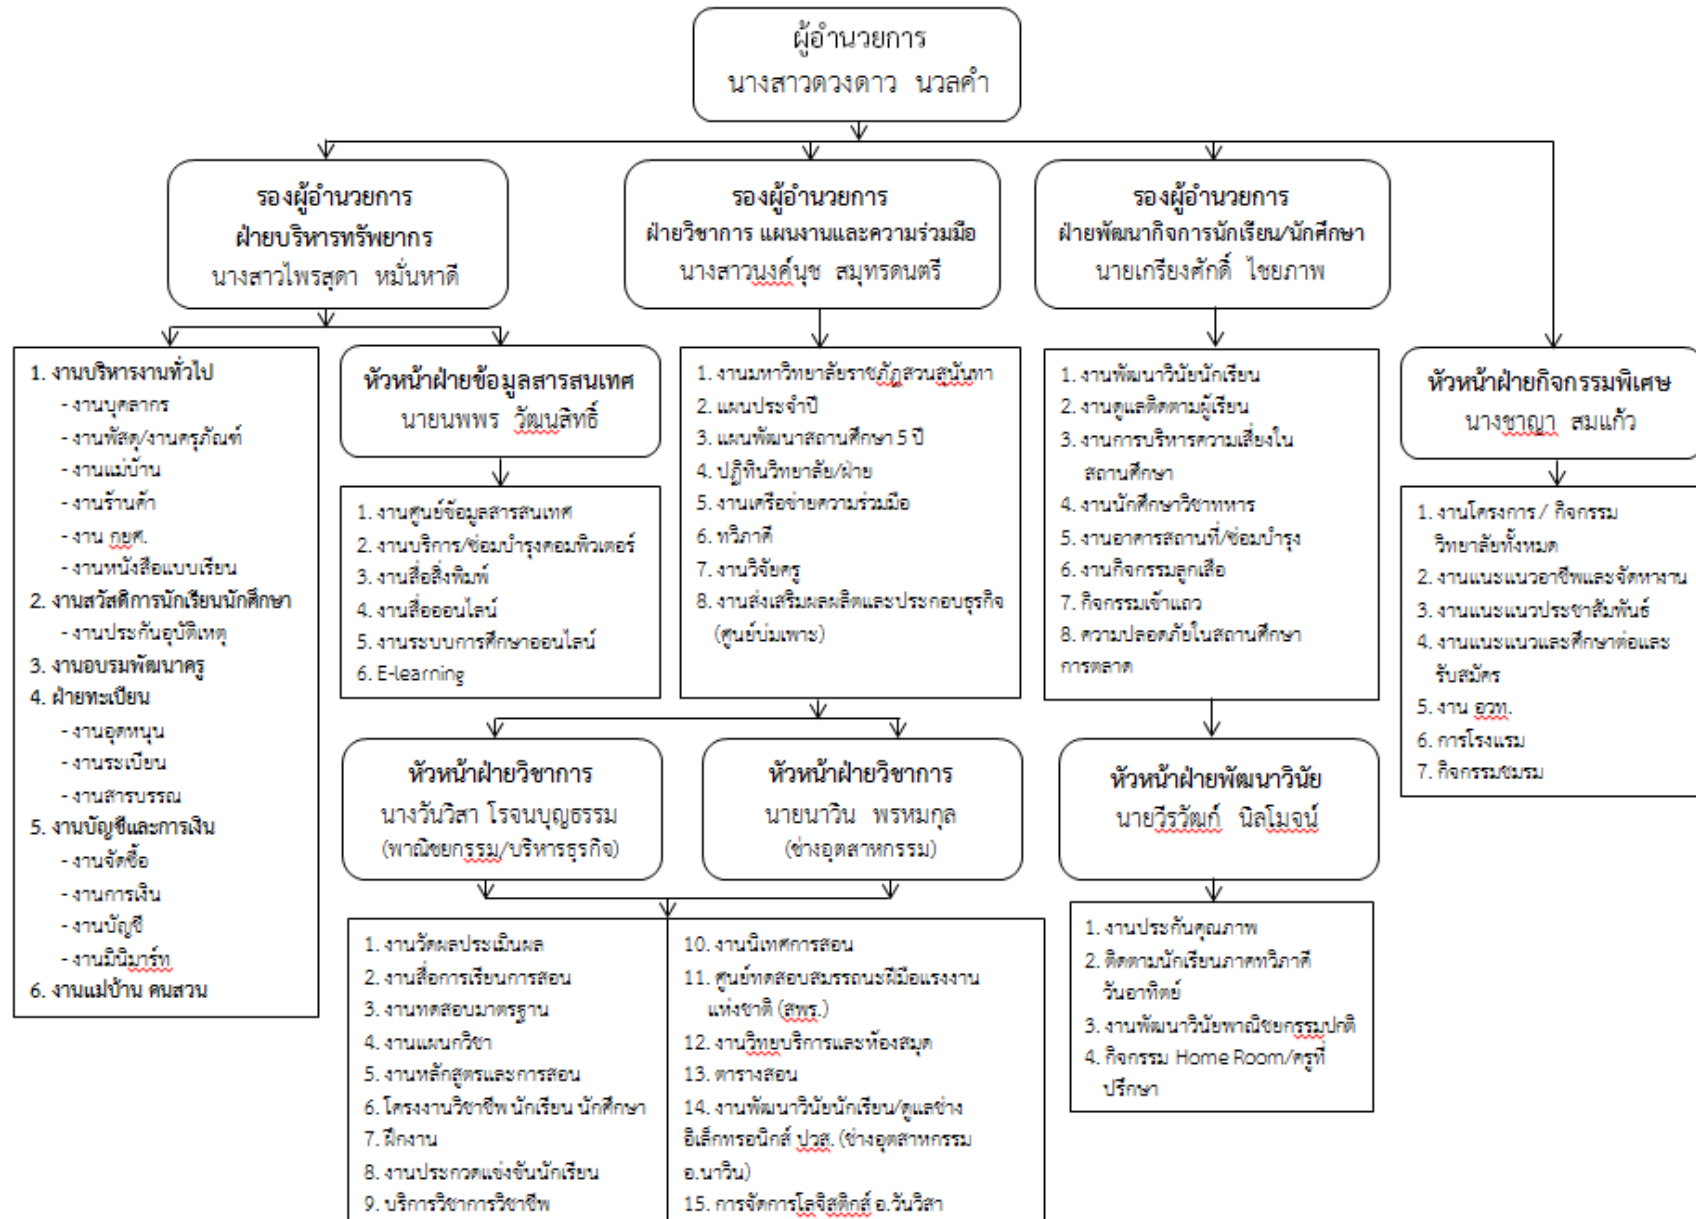 ผู้อำนวยการ
นางสาวดวงดาว นวลคำ
รองผู้อำนวยการ
ฝ่ายบริหารทรัพยากร
นางสาวไพรสุดา หมั่นหาดี
รองผู้อำนวยการ
ฝ่ายวิชาการ แผนงานและความร่วมมือ
นางสาวนงค์นุช สมุทรดนตรี
รองผู้อำนวยการ
ฝ่ายพัฒนากิจการนักเรียน/นักศึกษา
นายเกรียงศักดิ์ ไชยภาพ
1. งานบริหารงานทั่วไป
- งานบุคลากร
- งานพัสดุ/งานครุภัณฑ์
- งานแม่บ้าน
- งานร้านค้า
- งาน กยศ.
- งานหนังสือแบบเรียน
2. งานสวัสดิการนักเรียนนักศึกษา
- งานประกันอุบัติเหตุ
3. งานอบรมพัฒนาครู
4. ฝ่ายทะเบียน
- งานอุดหนุน
- งานระเบียน
- งานสารบรรณ
5. งานบัญชีและการเงิน
- งานจัดซื้อ
- งานการเงิน
- งานบัญชี
- งานมินิมาร์ท
6. งานแม่บ้าน คนสวน
หัวหน้าฝ่ายข้อมูลสารสนเทศ
นายนพพร วัฒนสิทธิ์
1. งานศูนย์ข้อมูลสารสนเทศ
2. งานบริการ/ซ่อมบำรุงคอมพิวเตอร์
3. งานสื่อสิ่งพิมพ์
4. งานสื่อออนไลน์
5. งานระบบการศึกษาออนไลน์
6. E-learning
1. งานมหาวิทยาลัยราชภัฏสวนสุนันทา
2. แผนประจำปี
3. แผนพัฒนาสถานศึกษา 5 ปี
4. ปฏิทินวิทยาลัย/ฝ่าย
5. งานเครือข่ายความร่วมมือ
6. ทวิภาคี
7. งานวิจัยครู
8. งานส่งเสริมผลผลิตและประกอบธุรกิจ
(ศูนย์บ่มเพาะ)
1. งานพัฒนาวินัยนักเรียน
2. งานดูแลติดตามผู้เรียน
3. งานการบริหารความเสี่ยงใน
สถานศึกษา
4. งานนักศึกษาวิชาทหาร
5. งานอาคารสถานที่/ซ่อมบำรุง
6. งานกิจกรรมลูกเสือ
7. กิจกรรมเข้าแถว
8. ความปลอดภัยในสถานศึกษา
การตลาด
หัวหน้าฝ่ายกิจกรรมพิเศษ
นางชาญา สมแก้ว
1. งานโครงการ / กิจกรรม
วิทยาลัยทั้งหมด
2. งานแนะแนวอาชีพและจัดหางาน
3. งานแนะแนวประชาสัมพันธ์
4. งานแนะแนวและศึกษาต่อและ
รับสมัคร
5. งาน อวท.
6. การโรงแรม
7. กิจกรรมชมรม
หัวหน้าฝ่ายวิชาการ
นางวันวิสา โรจนบุญธรรม
(พาณิชยกรรม/บริหารธุรกิจ)
หัวหน้าฝ่ายวิชาการ
นายนาวิน พรหมกุล
(ช่างอุตสาหกรรม)
หัวหน้าฝ่ายพัฒนาวินัย
นายวีรวัฒก์ นิลโมจน์
1. งานวัดผลประเมินผล
2. งานสื่อการเรียนการสอน
3. งานทดสอบมาตรฐาน
4. งานแผนกวิชา
5. งานหลักสูตรและการสอน
6. โครงงานวิชาชีพ นักเรียน นักศึกษา
7. ฝึกงาน
8. งานประกวดแข่งขันนักเรียน
9. บริการวิชาการวิชาชีพ
10. งานนิเทศการสอน
11. ศูนย์ทดสอบสมรรถนะฝีมือแรงงาน
แห่งชาติ (สพร.)
12. งานวิทยบริการและห้องสมุด
13. ตารางสอน
14. งานพัฒนาวินัยนักเรียน/ดูแลช่าง
อิเล็กทรอนิกส์ ปวส. (ช่างอุตสาหกรรม
อ.นาวิน)
15. การจัดการโลจิสติกส์ อ.วันวิสา
1. งานประกันคุณภาพ
2. ติดตามนักเรียนภาคทวิภาคี
วันอาทิตย์
3. งานพัฒนาวินัยพาณิชยกรรมปกติ
4. กิจกรรม Home Room/ครูที่
ปรึกษา